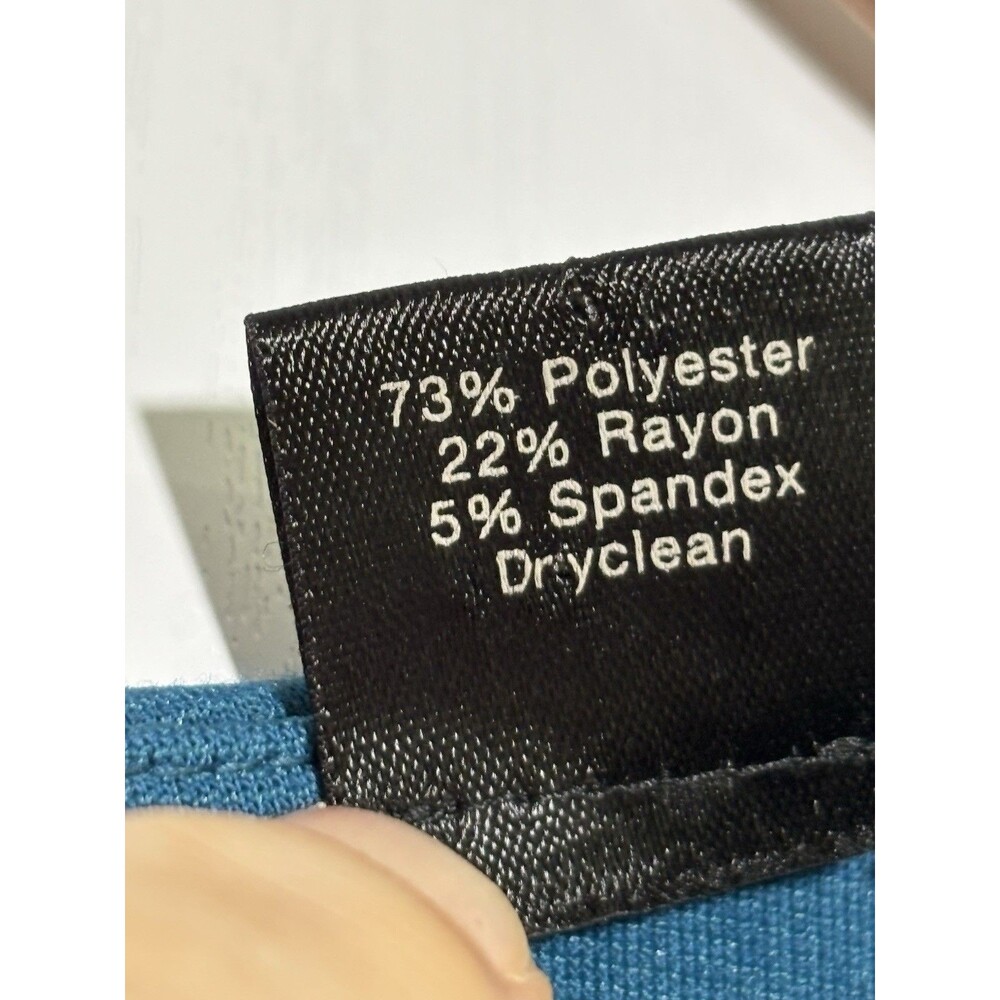 73% Polyester
22% Rayon
5% Spandex
Dryclean